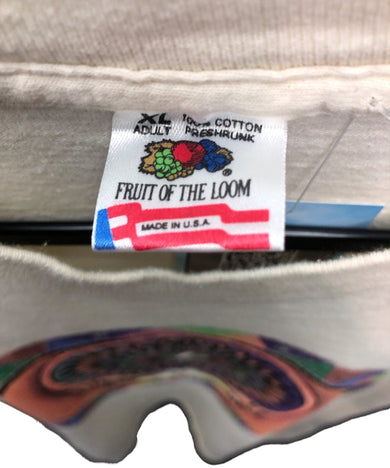 XL 100% COTTON
ADULT PRESHRUNK
®
FRUIT OF THE LOOM
MADE IN U.S.A.